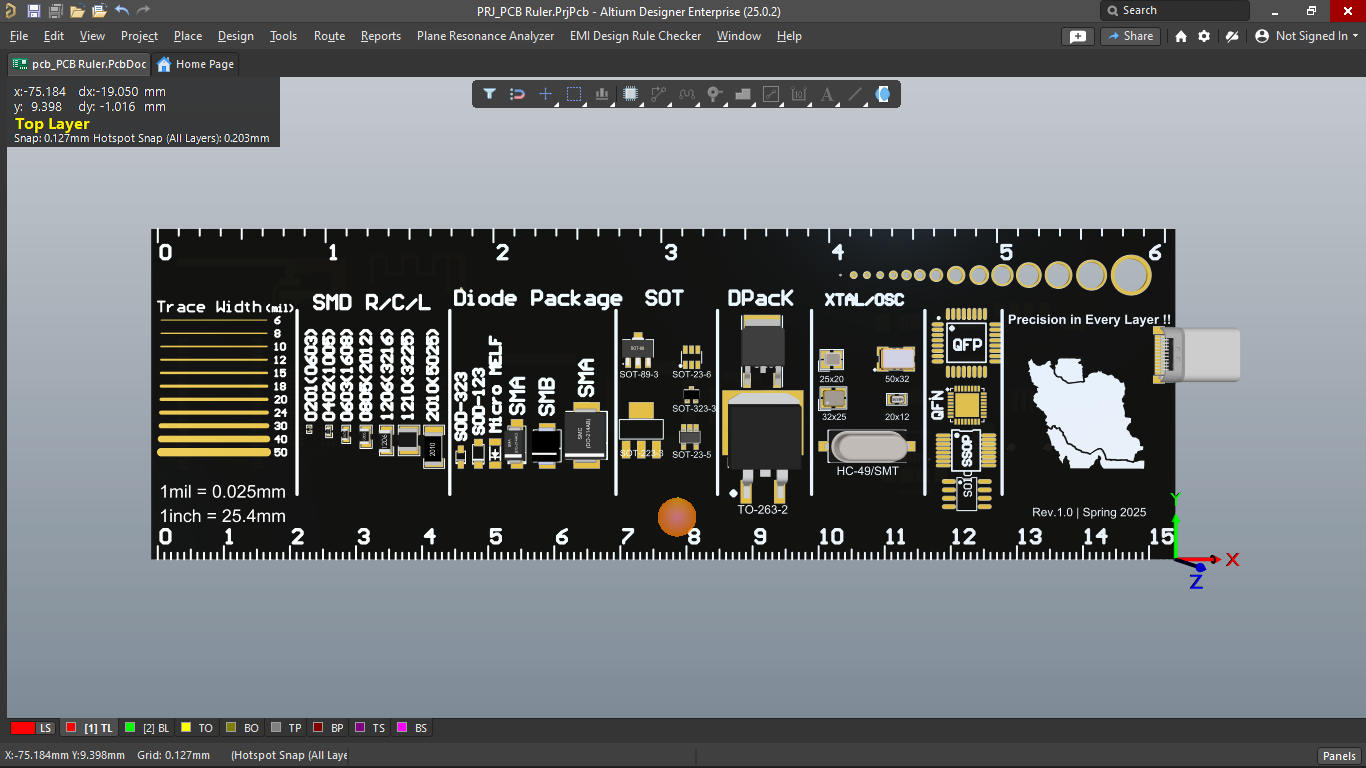 PRJ_PCB Ruler.PrjPcb - Altium Designer Enterprise (25.0.2)
Search
File Edit View Project Place Design Tools Route Reports Plane Resonance Analyzer EMI Design Rule Checker Window Help
Share
Not Signed In
pcb_PCB Ruler.PcbDoc
Home Page
x:-75.184 dx:-19.050 mm
y: 9.398 dy: -1.016 mm
Top Layer
Snap: 0.127mm Hotspot Snap (All Layers): 0.203mm
0 1 2 3 4 5 6
Trace Width(mil)
6
8
10
12
15
18
20
24
30
40
50
1mil = 0.025mm
1inch = 25.4mm
SMD R/C/L
0201(0603)
0402(1005)
0603(1608)
0805(2012)
1206(3216)
1210(3225)
2010(5025)
1206
2010
Diode Package
SOD-323
SOD-123
Micro MELF
SMA
SMB
SMA
SMC
(DO-214AB)
SOT
SOT-89-3
SOT-23-6
SOT-323-3
SOT-223-3
SOT-23-5
DPacK
TO-263-2
XTAL/OSC
25x20
50x32
32x25
20x12
HC-49/SMT
QFP
QFN
SSOP
SOI
Precision in Every Layer !!
Rev.1.0 | Spring 2025
0 1 2 3 4 5 6 7 8 9 10 11 12 13 14 15
Y
X
Z
LS [1] TL [2] BL TO BO TP BP TS BS
X:-75.184mm Y:9.398mm Grid: 0.127mm (Hotspot Snap (All Laye
Panels